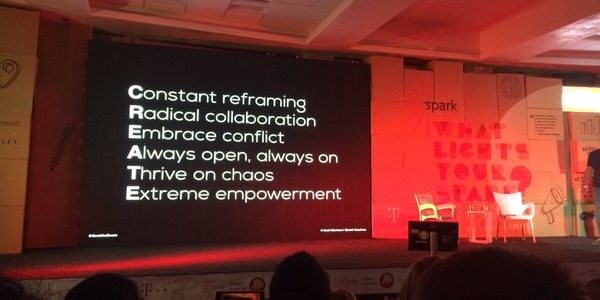 Constant reframing
Radical collaboration
Embrace conflict
Always open, always on
Thrive on chaos
Extreme empowerment
spark
WHAT
LIGHTS
YOUR
SPARK?
T